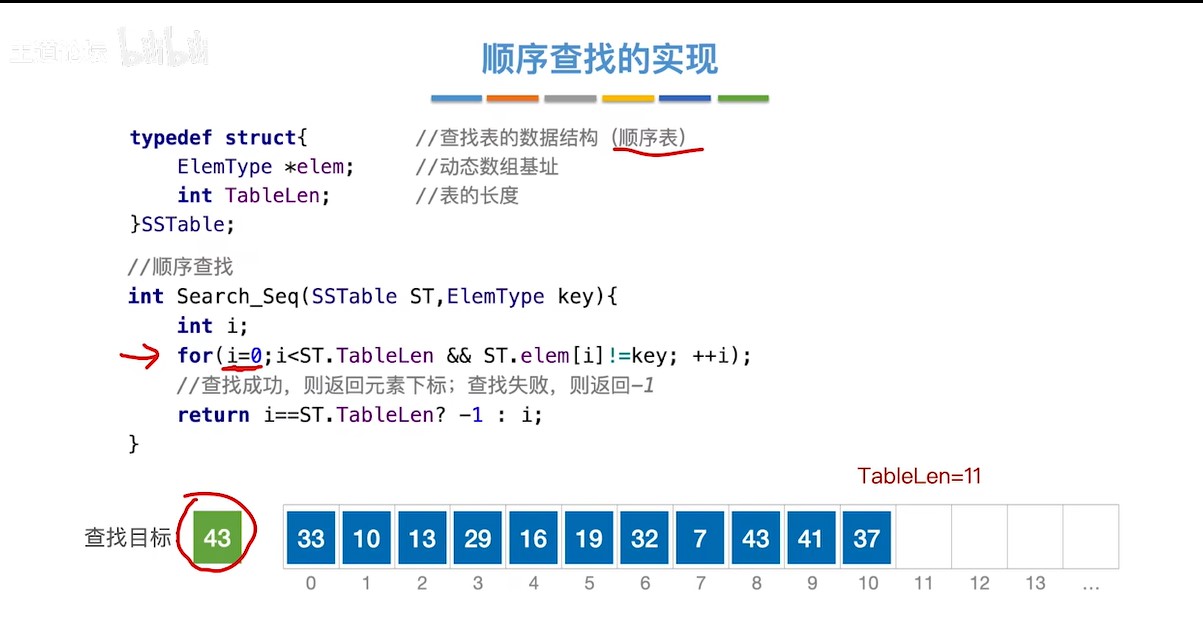 王道论坛 bilibili
顺序查找的实现
typedef struct{ //查找表的数据结构（顺序表）
ElemType *elem; //动态数组基址
int TableLen; //表的长度
}SSTable;
//顺序查找
int Search_Seq(SSTable ST,ElemType key){
int i;
for(i=0;i<ST.TableLen && ST.elem[i]!=key; ++i);
//查找成功，则返回元素下标；查找失败，则返回-1
return i==ST.TableLen? -1 : i;
}
TableLen=11
查找目标: 43 33 10 13 29 16 19 32 7 43 41 37
0 1 2 3 4 5 6 7 8 9 10 11 12 13 ...